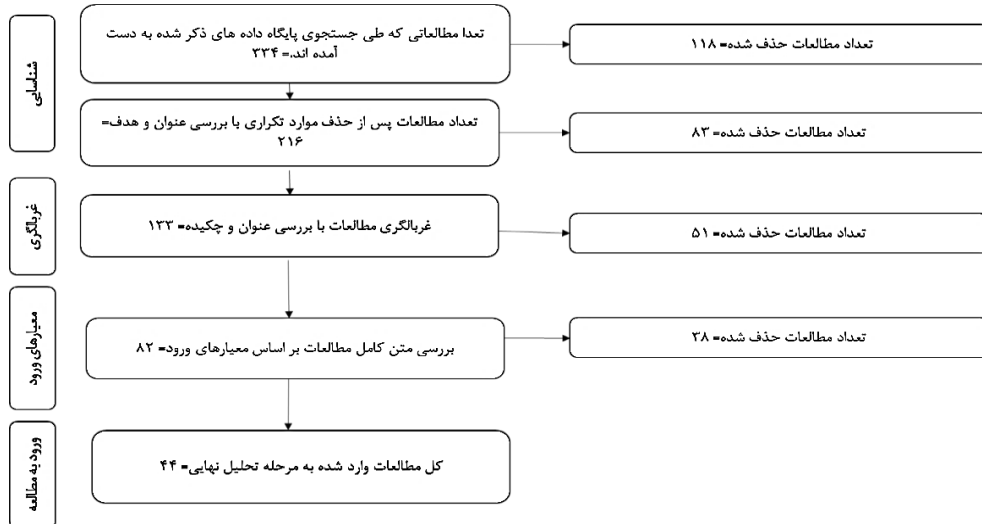 شناسایی
تعدا مطالعاتی که طی جستجوی پایگاه داده های ذکر شده به دست
آمده اند.= ۳۳۴
تعداد مطالعات حذف شده= ۱۱۸
تعداد مطالعات پس از حذف موارد تکراری با بررسی عنوان و هدف=
۲۱۶
تعداد مطالعات حذف شده= ۸۳
غربالگری
غربالگری مطالعات با بررسی عنوان و چکیده= ۱۳۳
تعداد مطالعات حذف شده= ۵۱
معیارهای ورود
بررسی متن کامل مطالعات بر اساس معیارهای ورود= ۸۲
تعداد مطالعات حذف شده= ۳۸
ورود به مطالعه
کل مطالعات وارد شده به مرحله تحلیل نهایی= ۴۴